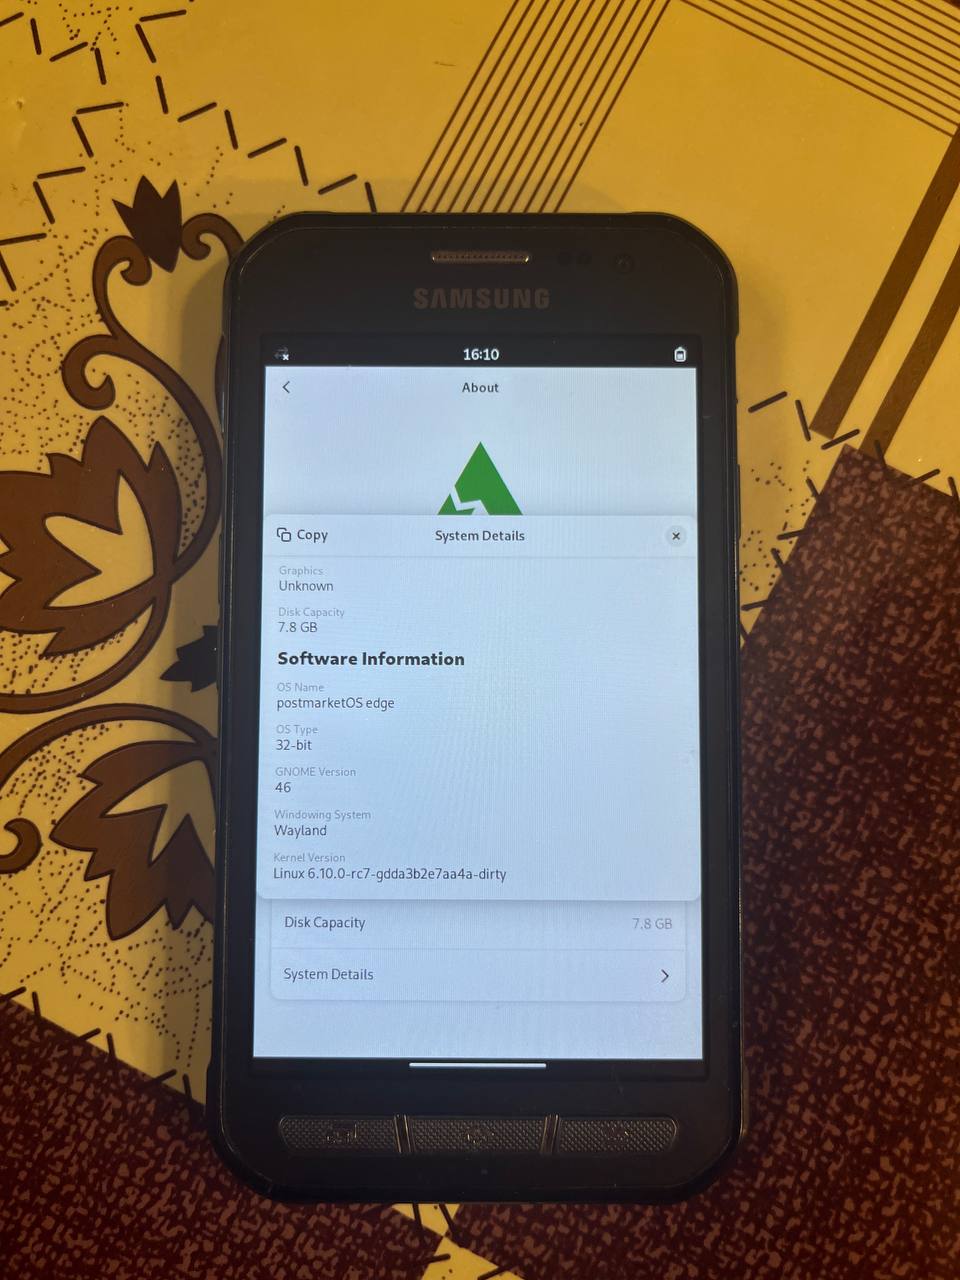 SAMSUNG
16:10
About
Copy
System Details
Graphics
Unknown
Disk Capacity
7.8 GB
Software Information
OS Name
postmarketOS edge
OS Type
32-bit
GNOME Version
46
Windowing System
Wayland
Kernel Version
Linux 6.10.0-rc7-gdda3b2e7aa4a-dirty
Disk Capacity 7.8 GB
System Details